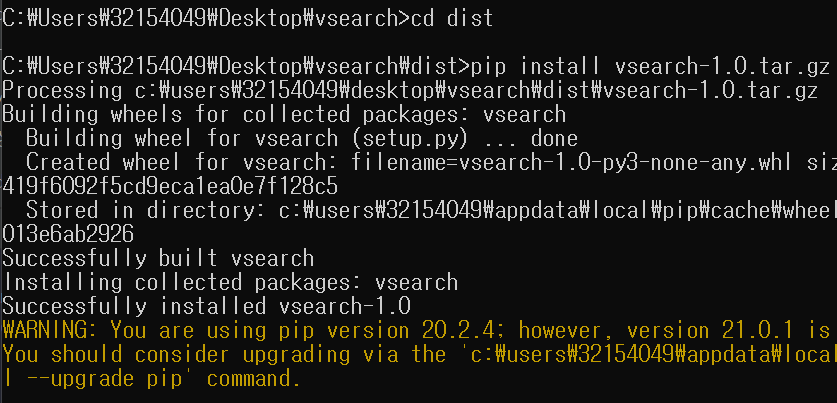 C:₩Users₩32154049₩Desktop₩vsearch>cd dist
C:₩Users₩32154049₩Desktop₩vsearch₩dist>pip install vsearch-1.0.tar.gz
Processing c:₩users₩32154049₩desktop₩vsearch₩dist₩vsearch-1.0.tar.gz
Building wheels for collected packages: vsearch
  Building wheel for vsearch (setup.py) ... done
  Created wheel for vsearch: filename=vsearch-1.0-py3-none-any.whl siz
419f6092f5cd9eca1ea0e7f128c5
  Stored in directory: c:₩users₩32154049₩appdata₩local₩pip₩cache₩wheel
013e6ab2926
Successfully built vsearch
Installing collected packages: vsearch
Successfully installed vsearch-1.0
WARNING: You are using pip version 20.2.4; however, version 21.0.1 is
You should consider upgrading via the 'c:₩users₩32154049₩appdata₩loca
l --upgrade pip' command.